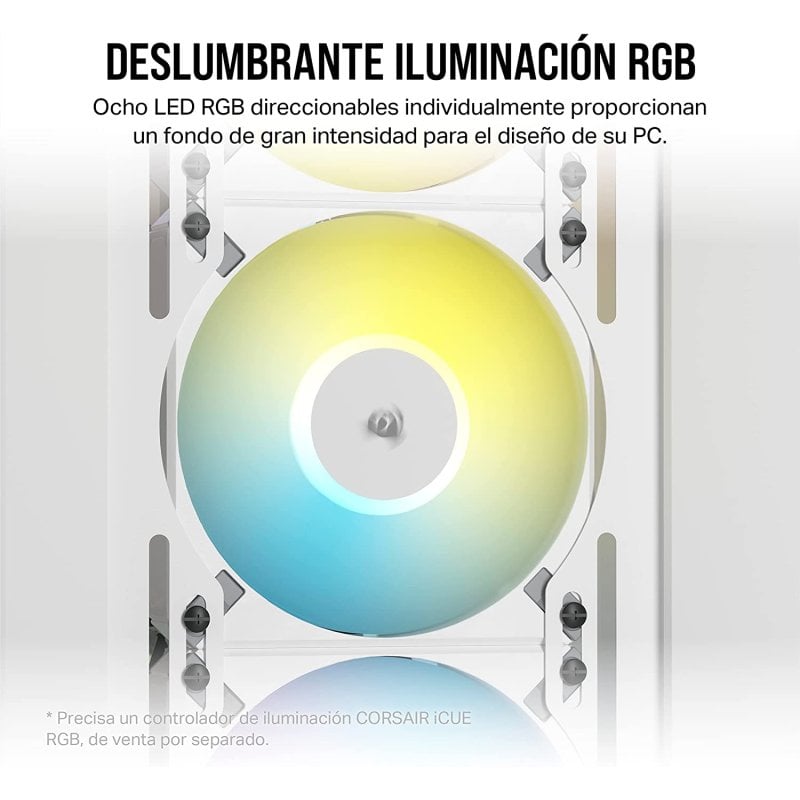 DESLUMBRANTE ILUMINACIÓN RGB
Ocho LED RGB direccionables individualmente proporcionan
un fondo de gran intensidad para el diseño de su PC.
* Precisa un controlador de iluminación CORSAIR iCUE
RGB, de venta por separado.